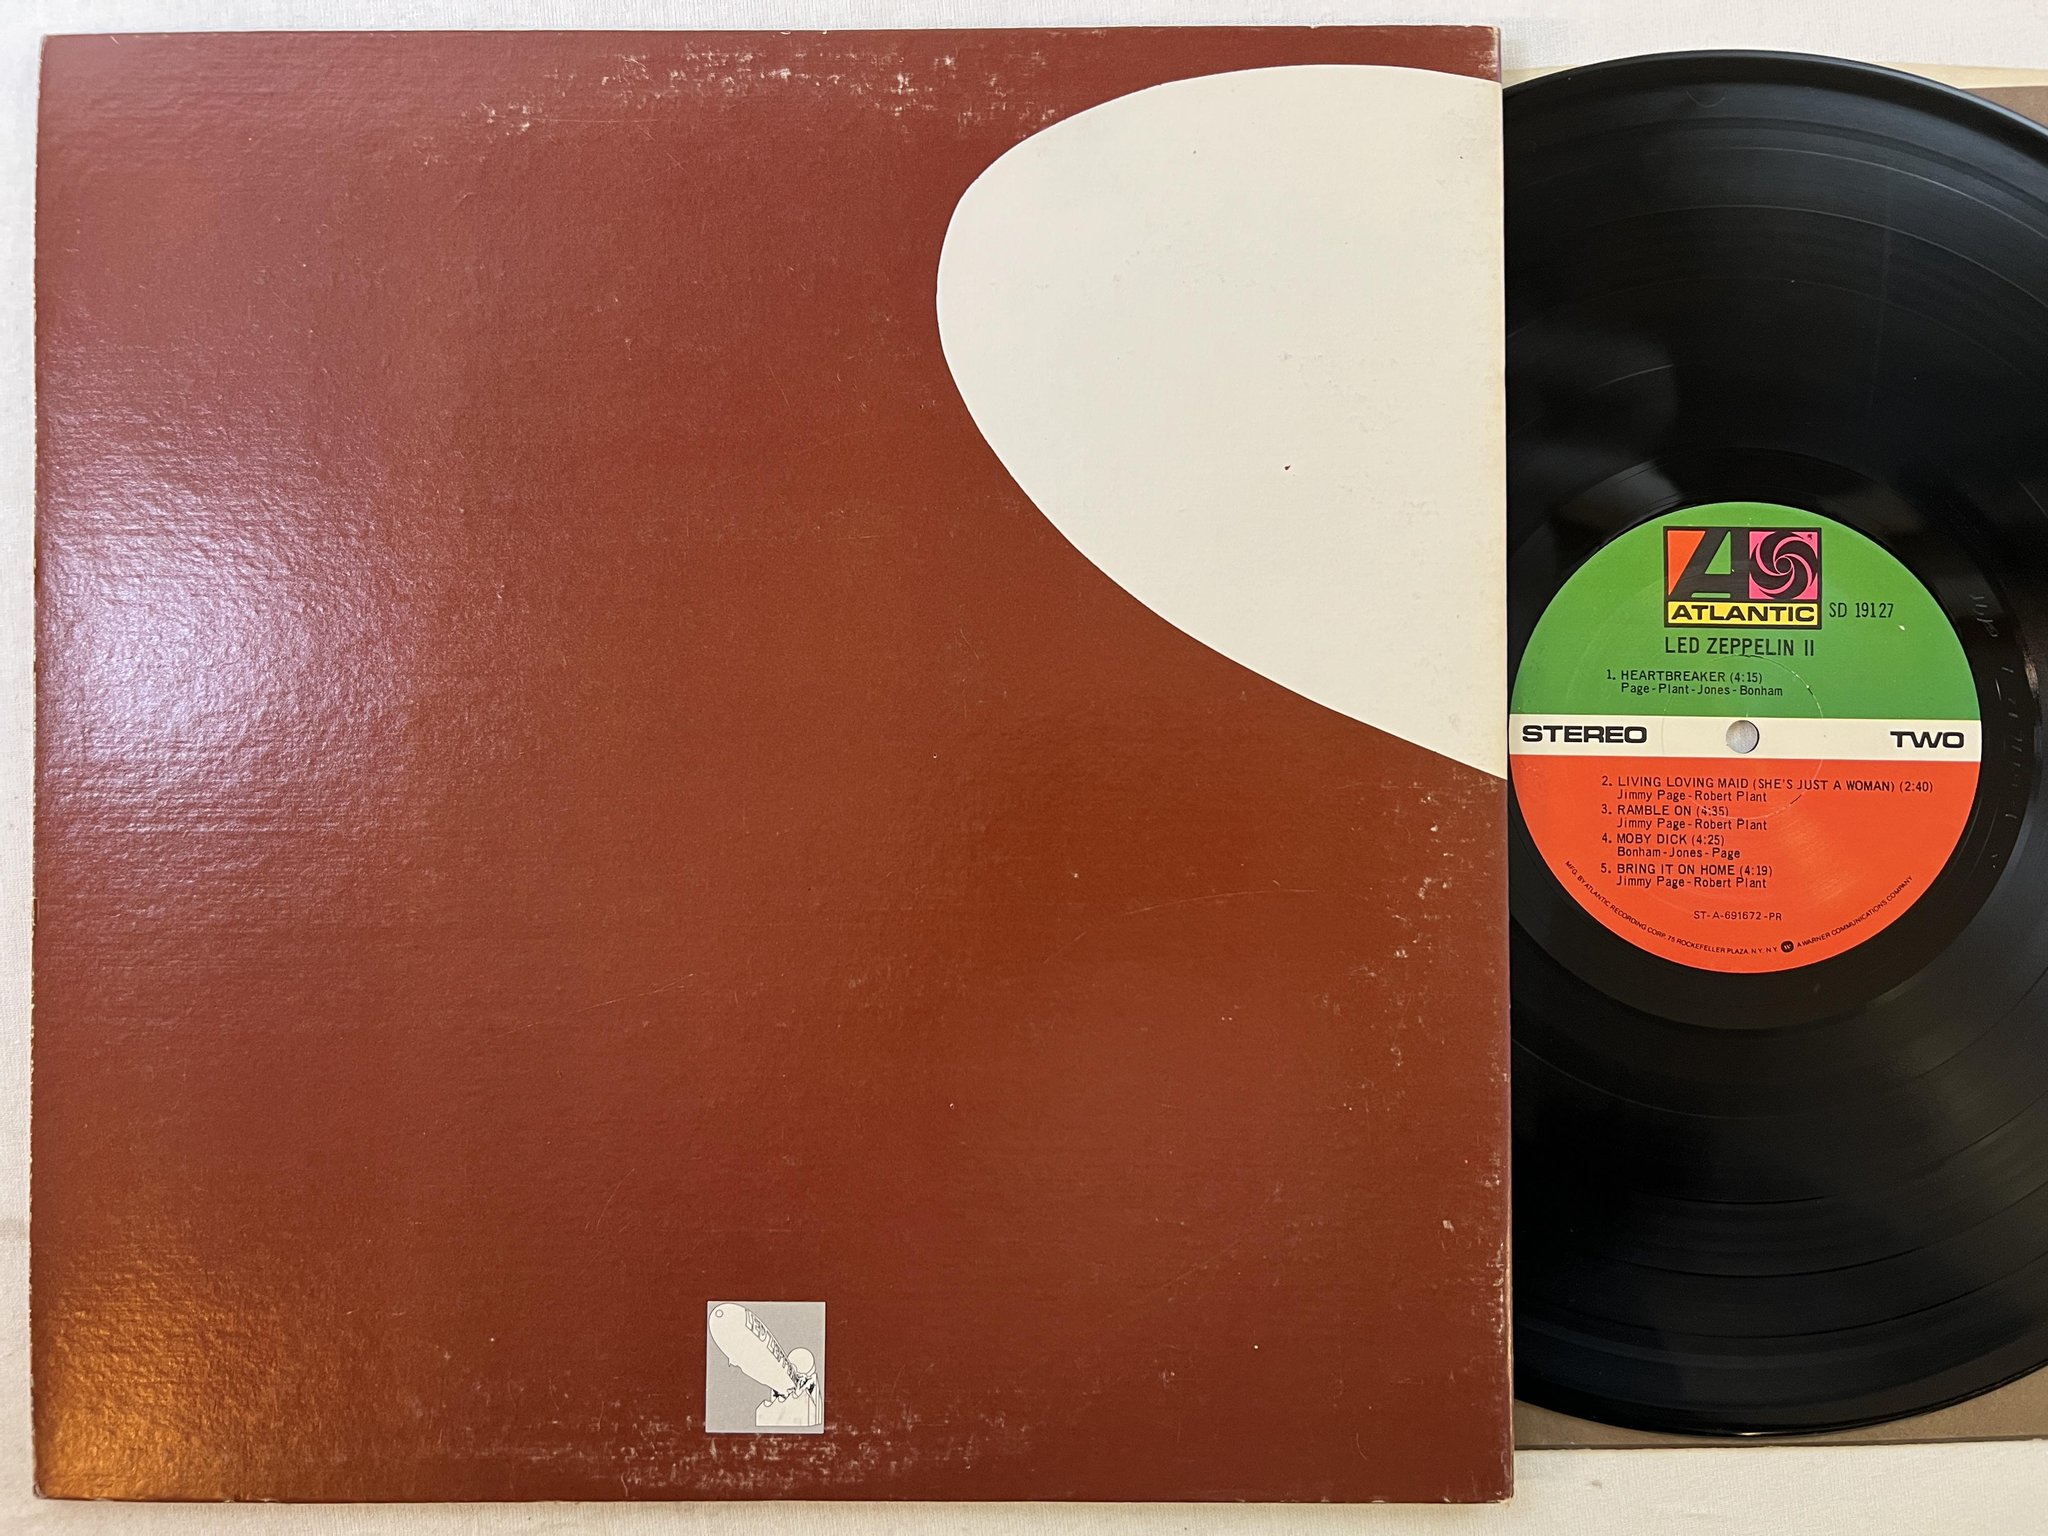 LED ZEPPELIN
ATLANTIC
SD 19127
LED ZEPPELIN II
1. HEARTBREAKER (4:15)
Page-Plant-Jones-Bonham
STEREO
TWO
2. LIVING LOVING MAID (SHE'S JUST A WOMAN) (2:40)
Jimmy Page-Robert Plant
3. RAMBLE ON (4:35)
Jimmy Page-Robert Plant
4. MOBY DICK (4:25)
Bonham-Jones-Page
5. BRING IT ON HOME (4:19)
Jimmy Page-Robert Plant
ST-A-691672-PR
MFG. BY ATLANTIC RECORDING CORP. 75 ROCKEFELLER PLAZA. N.Y. N.Y. W A WARNER COMMUNICATIONS COMPANY